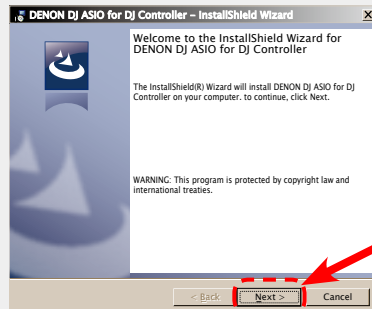 DENON DJ ASIO for DJ Controller – InstallShield Wizard
Welcome to the InstallShield Wizard for
DENON DJ ASIO for DJ Controller
The InstallShield(R) Wizard will install DENON DJ ASIO for DJ
Controller on your computer. to continue, click Next.
WARNING: This program is protected by copyright law and
international treaties.
< Back Next > Cancel